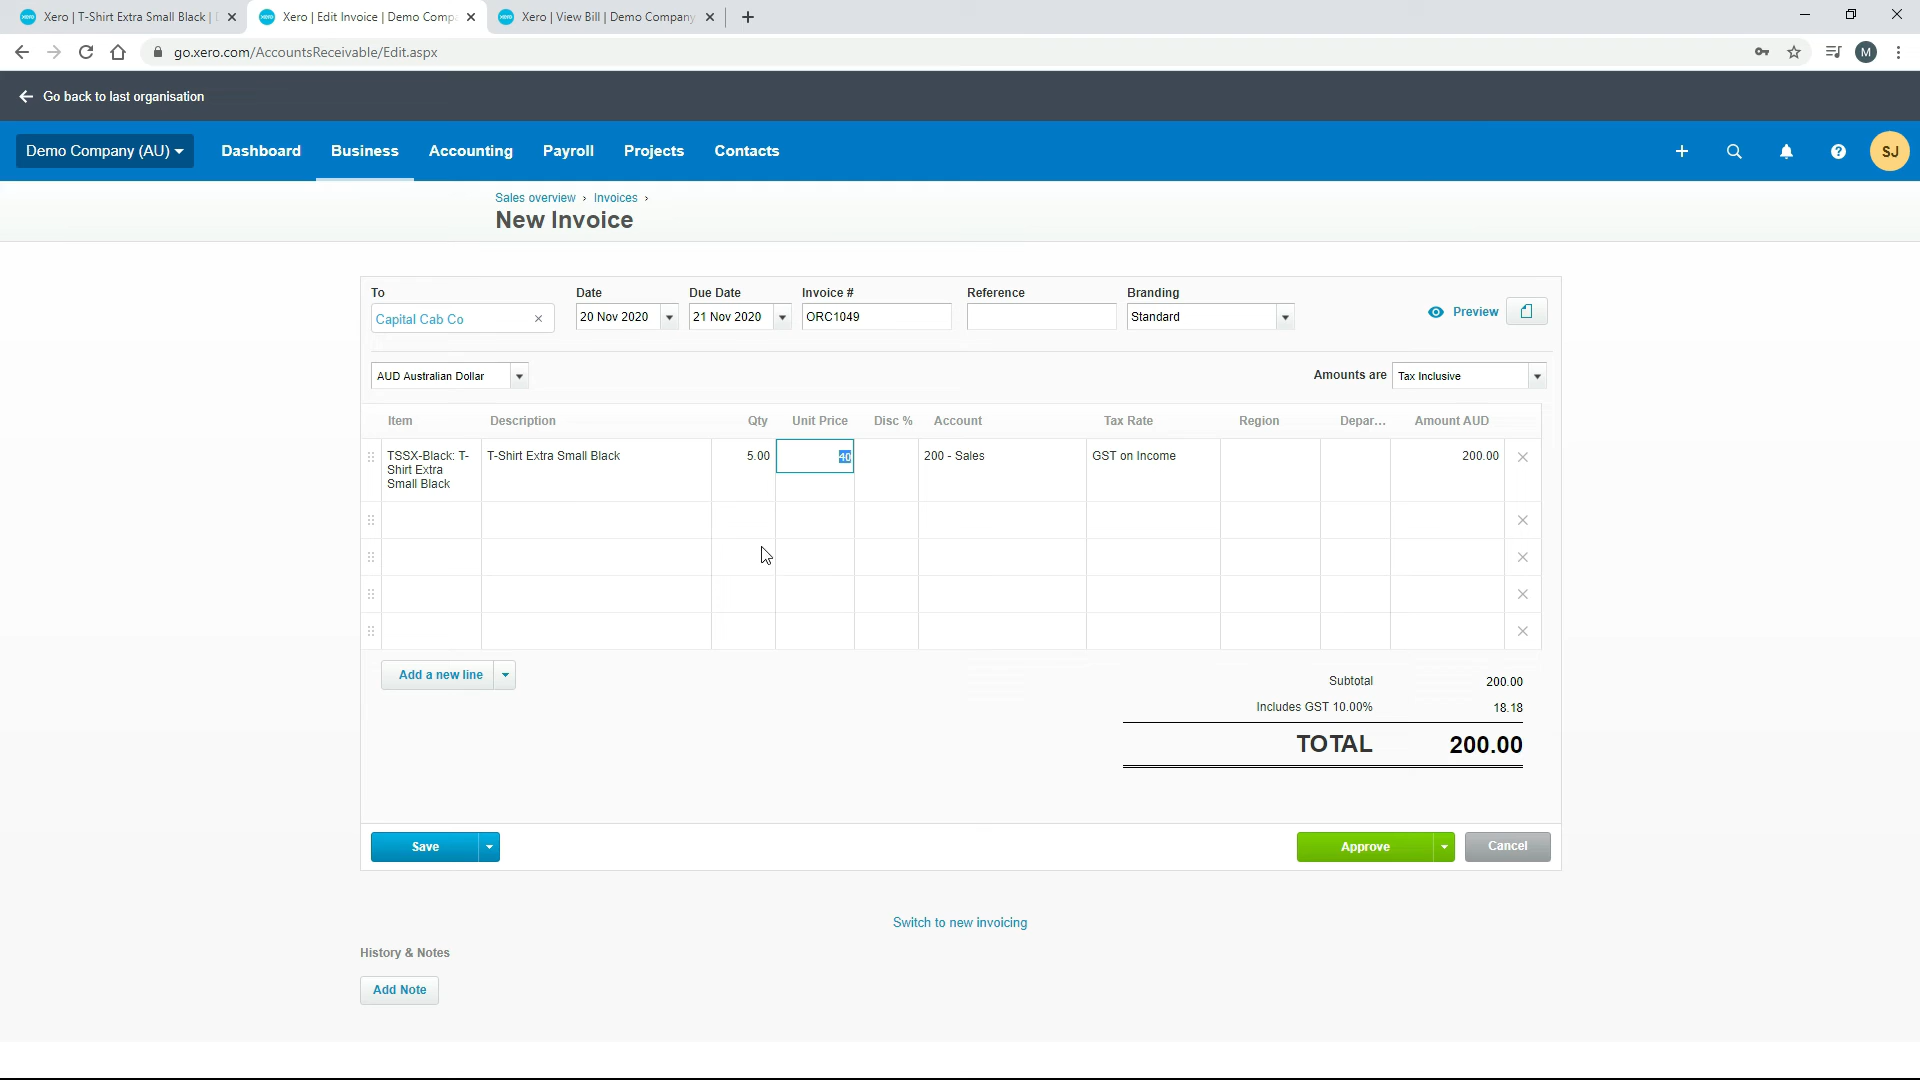 Xero | T-Shirt Extra Small Black |
Xero | Edit Invoice | Demo Compa
Xero | View Bill | Demo Company
go.xero.com/AccountsReceivable/Edit.aspx
M
Go back to last organisation
Demo Company (AU)
Dashboard
Business
Accounting
Payroll
Projects
Contacts
SJ
Sales overview › Invoices ›
New Invoice
To
Date
Due Date
Invoice #
Reference
Branding
Capital Cab Co
20 Nov 2020
21 Nov 2020
ORC1049
Standard
Preview
AUD Australian Dollar
Amounts are
Tax Inclusive
Item
Description
Qty
Unit Price
Disc %
Account
Tax Rate
Region
Depar...
Amount AUD
TSSX-Black: T-
Shirt Extra
Small Black
T-Shirt Extra Small Black
5.00
40
200 - Sales
GST on Income
200.00
Add a new line
Subtotal
200.00
Includes GST 10.00%
18.18
TOTAL
200.00
Save
Approve
Cancel
Switch to new invoicing
History & Notes
Add Note